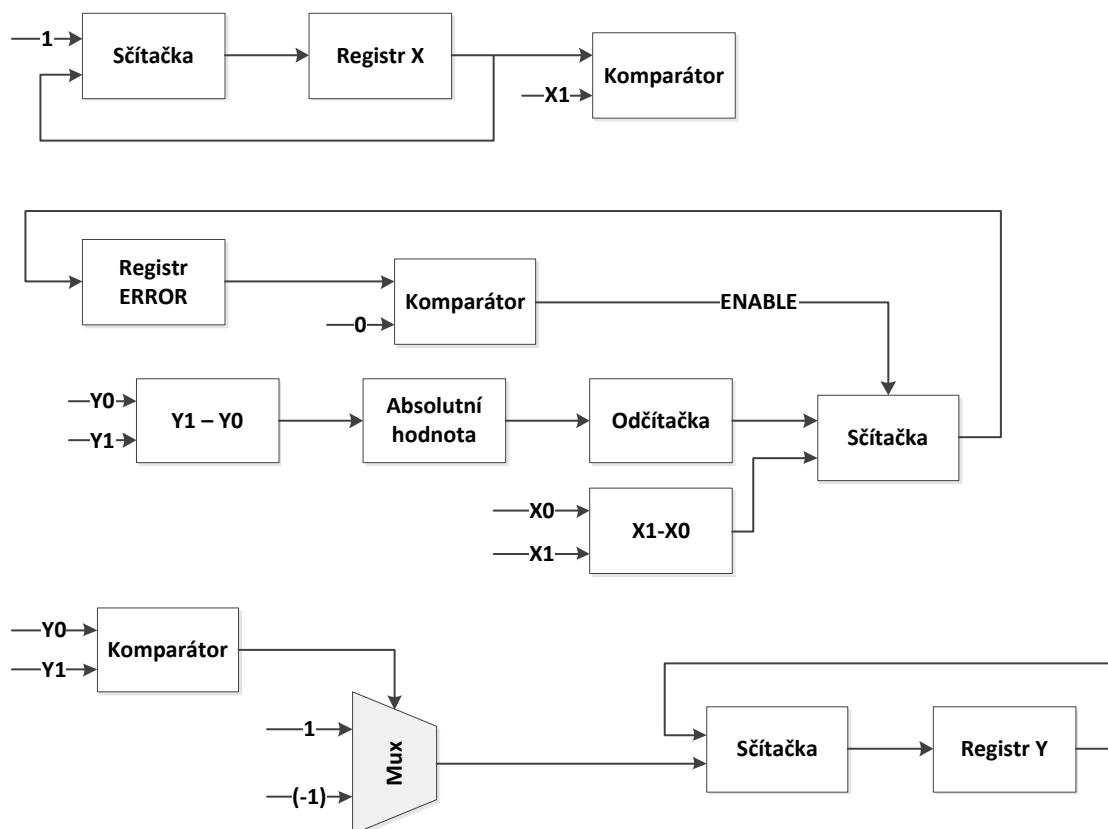 1
Sčítačka
Registr X
Komparátor
X1
Registr
ERROR
Komparátor
0
ENABLE
Y0
Y1
Y1 – Y0
Absolutní
hodnota
Odčítačka
Sčítačka
X0
X1
X1-X0
Y0
Y1
Komparátor
1
(-1)
Mux
Sčítačka
Registr Y